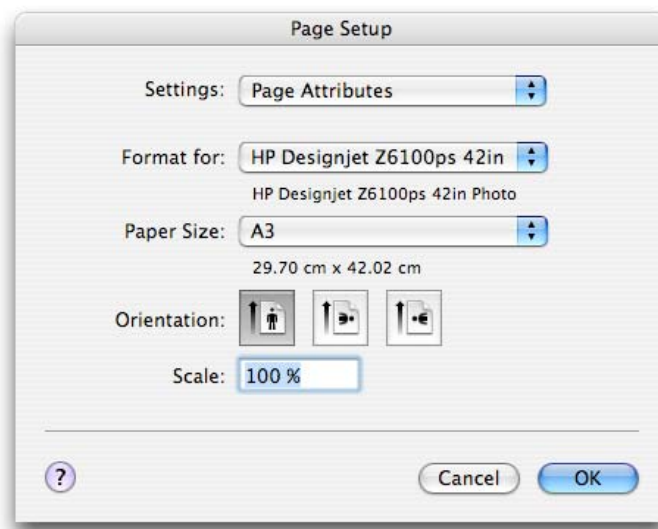 Page Setup
Settings: Page Attributes
Format for: HP Designjet Z6100ps 42in
HP Designjet Z6100ps 42in Photo
Paper Size: A3
29.70 cm x 42.02 cm
Orientation:
Scale: 100 %
? Cancel OK